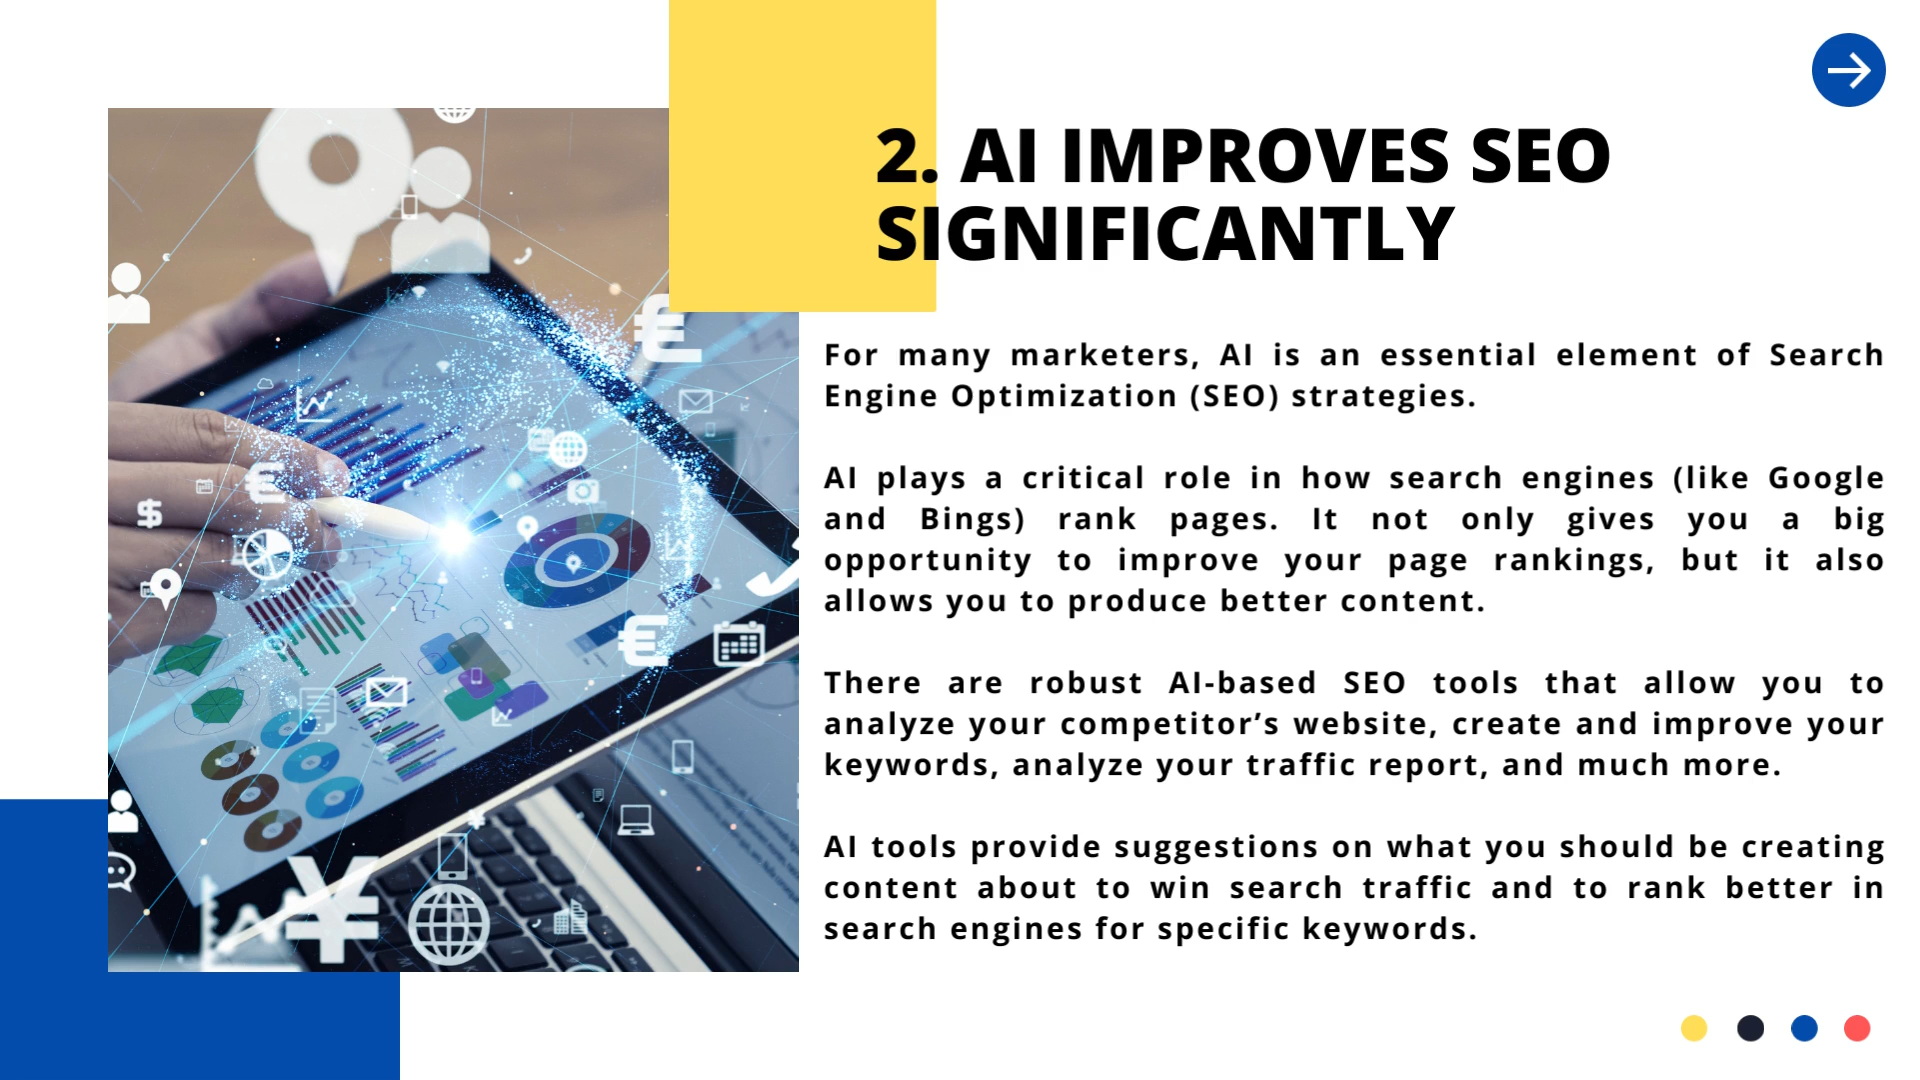 2. AI IMPROVES SEO
SIGNIFICANTLY
For many marketers, AI is an essential element of Search
Engine Optimization (SEO) strategies.
AI plays a critical role in how search engines (like Google
and Bings) rank pages. It not only gives you a big
opportunity to improve your page rankings, but it also
allows you to produce better content.
There are robust AI-based SEO tools that allow you to
analyze your competitor’s website, create and improve your
keywords, analyze your traffic report, and much more.
AI tools provide suggestions on what you should be creating
content about to win search traffic and to rank better in
search engines for specific keywords.